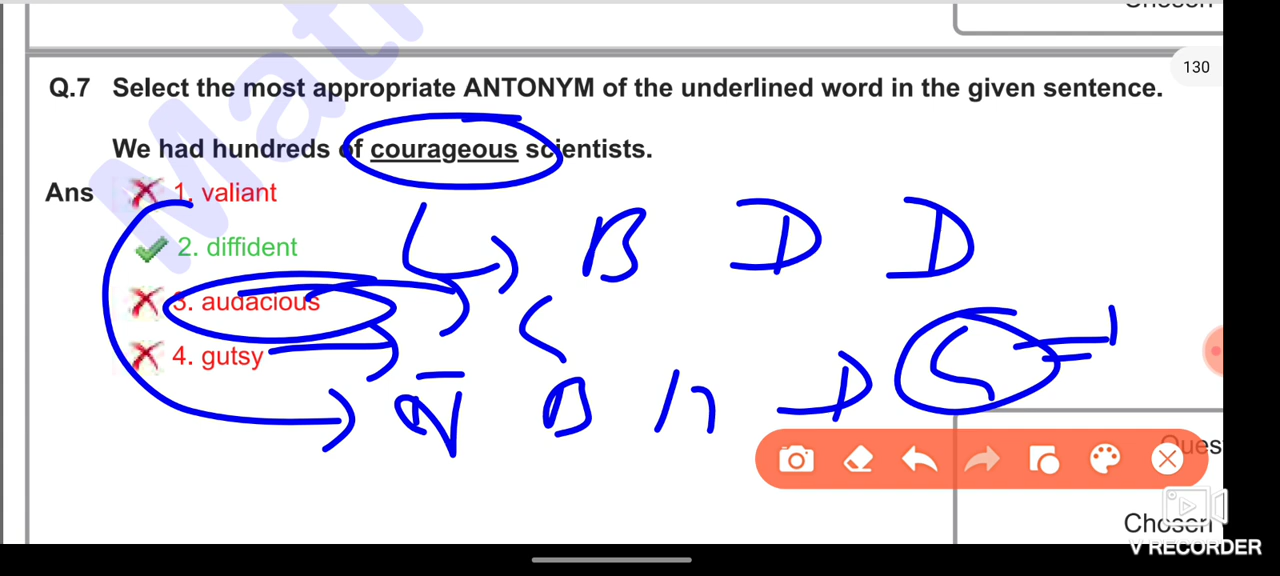 130
Q.7 Select the most appropriate ANTONYM of the underlined word in the given sentence.
We had hundreds of courageous scientists.
Ans 1. valiant
2. diffident
3. audacious
4. gutsy
B D D
D
Ques
Chosen
V RECORDER